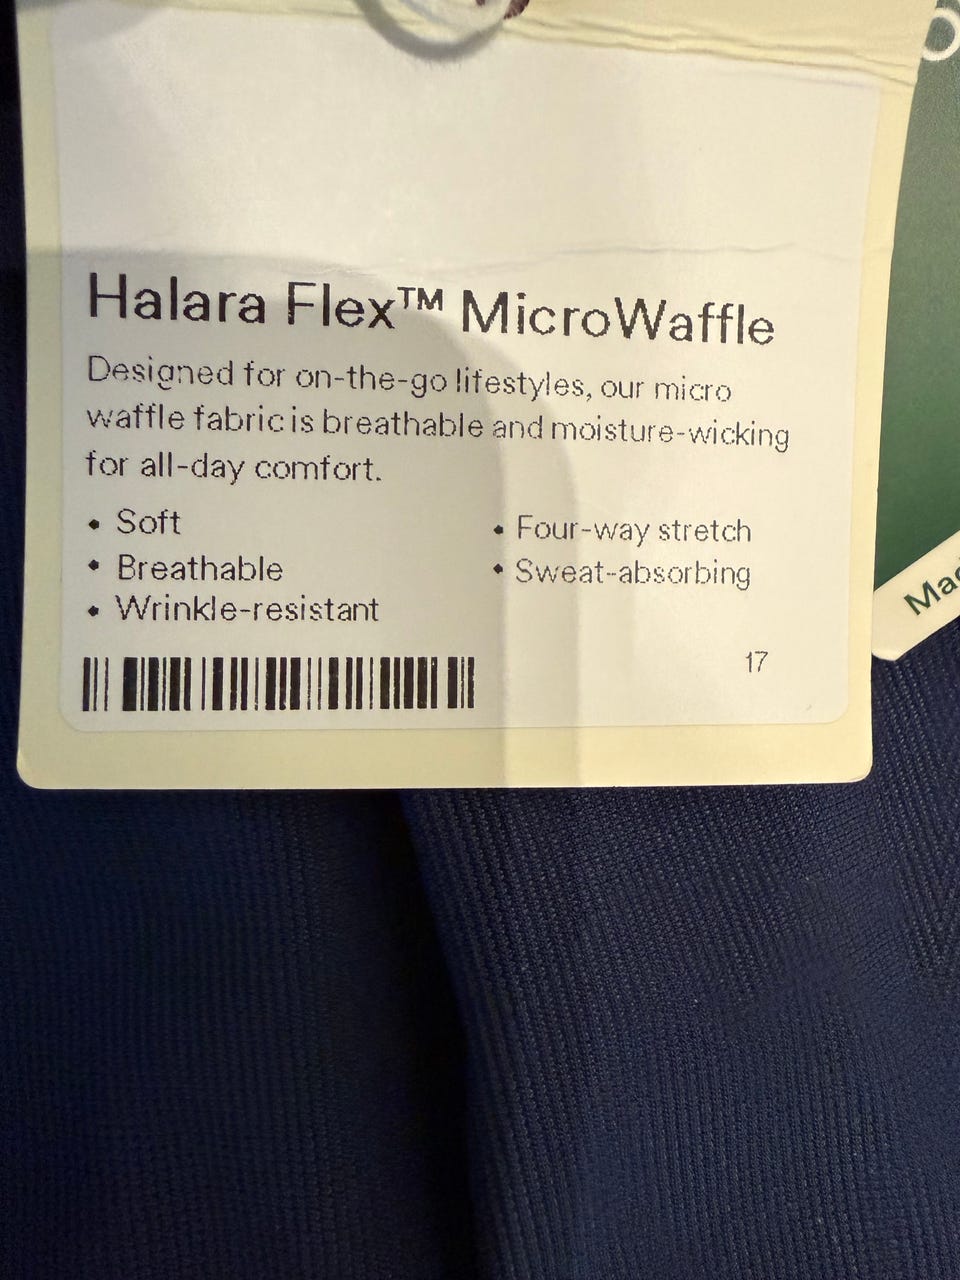 Halara Flex™ MicroWaffle
Designed for on-the-go lifestyles, our micro
waffle fabric is breathable and moisture-wicking
for all-day comfort.
• Soft
• Breathable
• Wrinkle-resistant
• Four-way stretch
• Sweat-absorbing
17